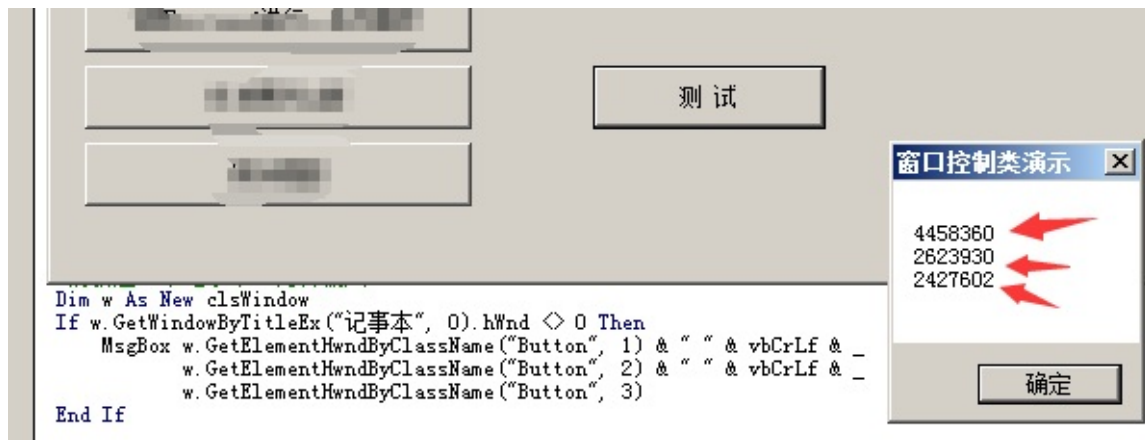 测 试
窗口控制类演示
4458360
2623930
2427602
确定
Dim w As New clsWindow
If w.GetWindowByTitleEx("记事本", 0).hWnd <> 0 Then
MsgBox w.GetElementHwndByClassName("Button", 1) & " " & vbCrLf & _
w.GetElementHwndByClassName("Button", 2) & " " & vbCrLf & _
w.GetElementHwndByClassName("Button", 3)
End If